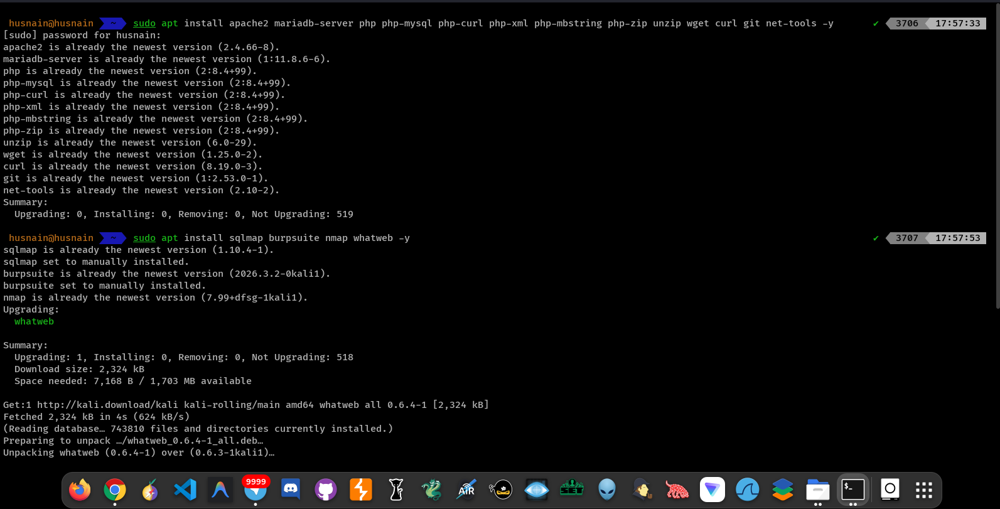 husnain@husnain ~ sudo apt install apache2 mariadb-server php php-mysql php-curl php-xml php-mbstring php-zip unzip wget curl git net-tools -y ✔ 3706 17:57:33
[sudo] password for husnain:
apache2 is already the newest version (2.4.66-8).
mariadb-server is already the newest version (1:11.8.6-6).
php is already the newest version (2:8.4+99).
php-mysql is already the newest version (2:8.4+99).
php-curl is already the newest version (2:8.4+99).
php-xml is already the newest version (2:8.4+99).
php-mbstring is already the newest version (2:8.4+99).
php-zip is already the newest version (2:8.4+99).
unzip is already the newest version (6.0-29).
wget is already the newest version (1.25.0-2).
curl is already the newest version (8.19.0-3).
git is already the newest version (1:2.53.0-1).
net-tools is already the newest version (2.10-2).
Summary:
  Upgrading: 0, Installing: 0, Removing: 0, Not Upgrading: 519
husnain@husnain ~ sudo apt install sqlmap burpsuite nmap whatweb -y ✔ 3707 17:57:53
sqlmap is already the newest version (1.10.4-1).
sqlmap set to manually installed.
burpsuite is already the newest version (2026.3.2-0kali1).
burpsuite set to manually installed.
nmap is already the newest version (7.99+dfsg-1kali1).
Upgrading:
  whatweb
Summary:
  Upgrading: 1, Installing: 0, Removing: 0, Not Upgrading: 518
  Download size: 2,324 kB
  Space needed: 7,168 B / 1,703 MB available
Get:1 http://kali.download/kali kali-rolling/main amd64 whatweb all 0.6.4-1 [2,324 kB]
Fetched 2,324 kB in 4s (624 kB/s)
(Reading database… 743810 files and directories currently installed.)
Preparing to unpack …/whatweb_0.6.4-1_all.deb…
Unpacking whatweb (0.6.4-1) over (0.6.3-1kali1)…
9999
AiR
SET
$_